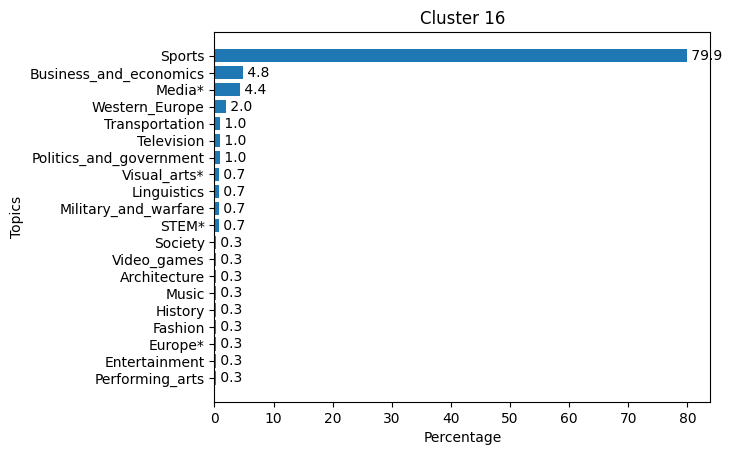 Cluster 16
Topics
Sports 79.9
Business_and_economics 4.8
Media* 4.4
Western_Europe 2.0
Transportation 1.0
Television 1.0
Politics_and_government 1.0
Visual_arts* 0.7
Linguistics 0.7
Military_and_warfare 0.7
STEM* 0.7
Society 0.3
Video_games 0.3
Architecture 0.3
Music 0.3
History 0.3
Fashion 0.3
Europe* 0.3
Entertainment 0.3
Performing_arts 0.3
0 10 20 30 40 50 60 70 80
Percentage